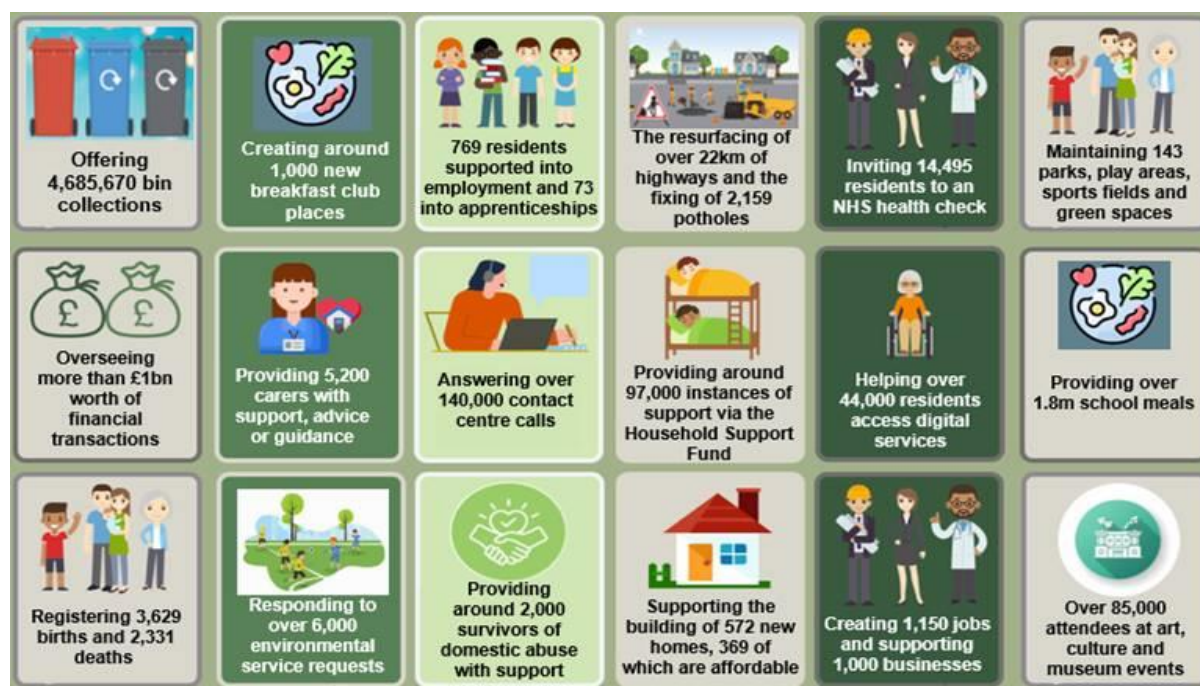 Offering
4,685,670 bin
collections
Creating around
1,000 new
breakfast club
places
769 residents
supported into
employment and 73
into apprenticeships
The resurfacing of
over 22km of
highways and the
fixing of 2,159
potholes
Inviting 14,495
residents to an
NHS health check
Maintaining 143
parks, play areas,
sports fields and
green spaces
£ £
Overseeing
more than £1bn
worth of
financial
transactions
Providing 5,200
carers with
support, advice
or guidance
Answering over
140,000 contact
centre calls
Providing around
97,000 instances of
support via the
Household Support
Fund
Helping over
44,000 residents
access digital
services
Providing over
1.8m school meals
Registering 3,629
births and 2,331
deaths
Responding to
over 6,000
environmental
service requests
Providing
around 2,000
survivors of
domestic abuse
with support
Supporting the
building of 572 new
homes, 369 of
which are affordable
Creating 1,150 jobs
and supporting
1,000 businesses
Over 85,000
attendees at art,
culture and
museum events